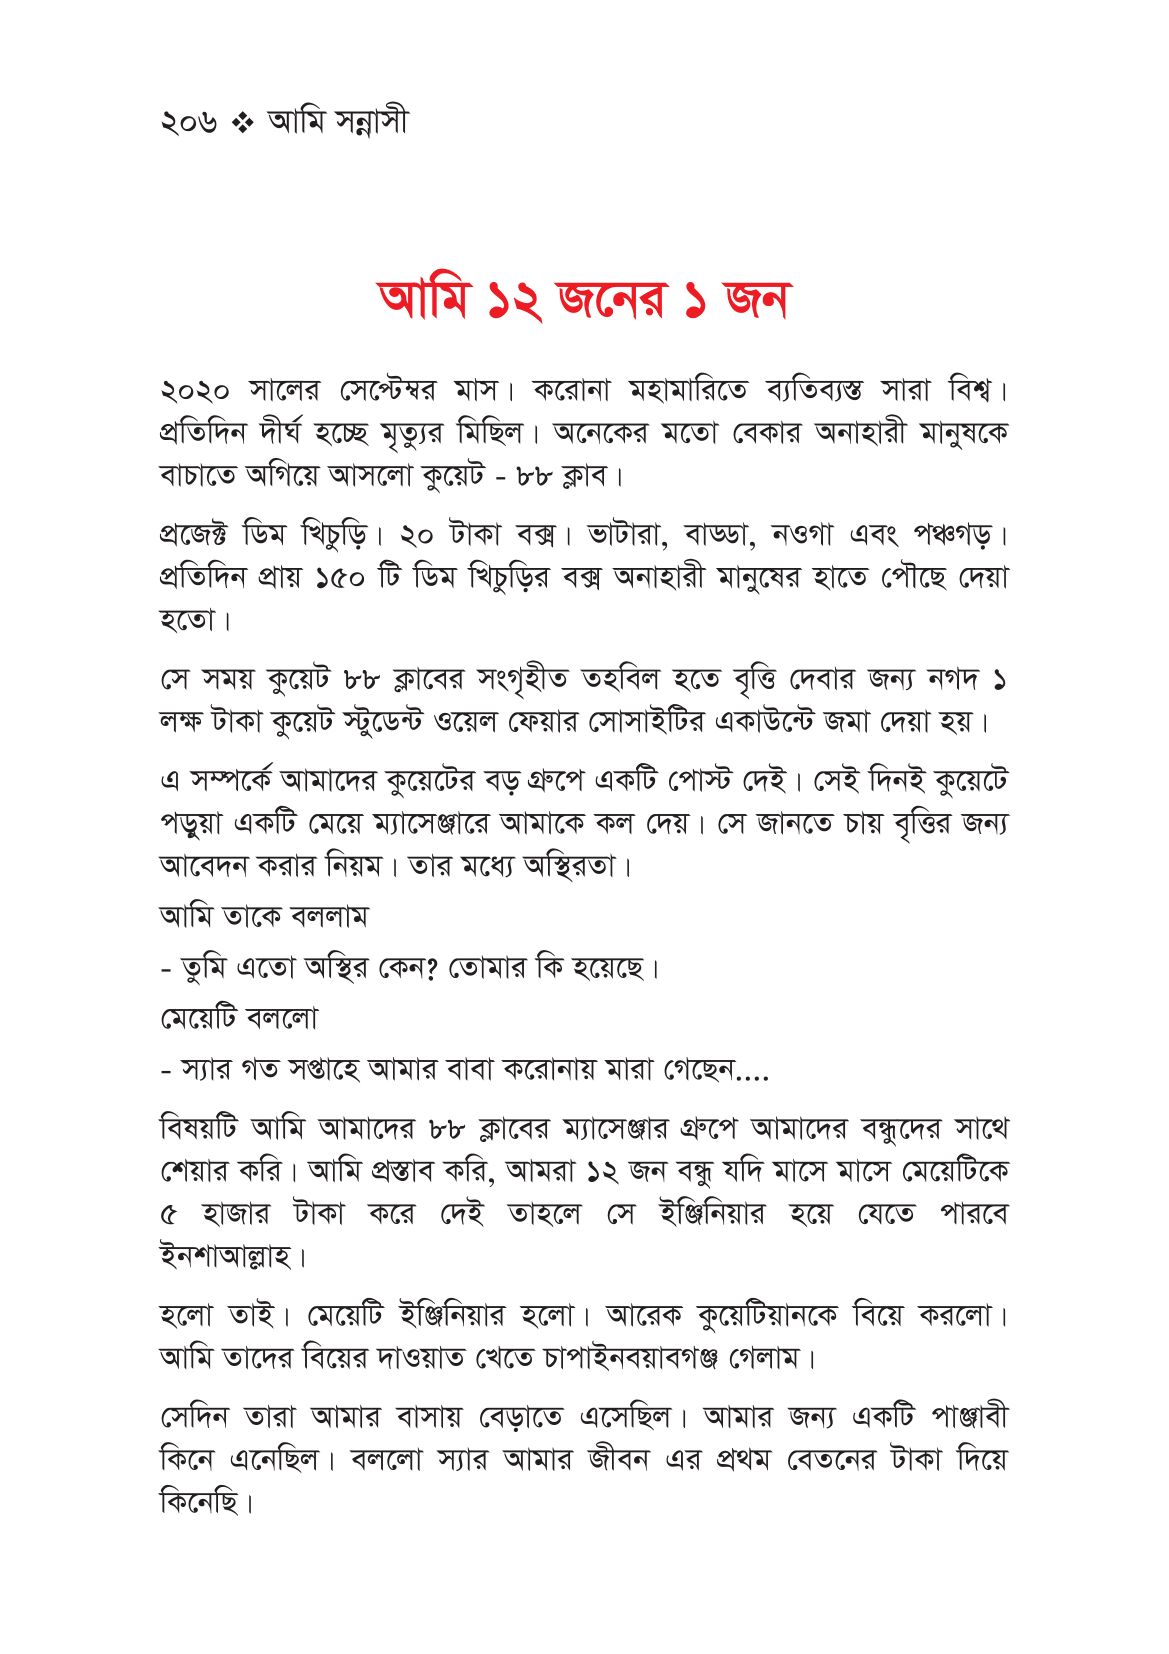 ২০৬ ❖ আমি সন্নাসী
আমি ১২ জনের ১ জন
২০২০ সালের সেপ্টেম্বর মাস। করোনা মহামারিতে ব্যতিব্যস্ত সারা বিশ্ব।
প্রতিদিন দীর্ঘ হচ্ছে মৃত্যুর মিছিল। অনেকের মতো বেকার অনাহারী মানুষকে
বাচাতে অগিয়ে আসলো কুয়েট - ৮৮ ক্লাব।
প্রজেক্ট ডিম খিচুড়ি। ২০ টাকা বক্স। ভাটারা, বাড্ডা, নওগা এবং পঞ্চগড়।
প্রতিদিন প্রায় ১৫০ টি ডিম খিচুড়ির বক্স অনাহারী মানুষের হাতে পৌছে দেয়া
হতো।
সে সময় কুয়েট ৮৮ ক্লাবের সংগৃহীত তহবিল হতে বৃত্তি দেবার জন্য নগদ ১
লক্ষ টাকা কুয়েট স্টুডেন্ট ওয়েল ফেয়ার সোসাইটির একাউন্টে জমা দেয়া হয়।
এ সম্পর্কে আমাদের কুয়েটের বড় গ্রুপে একটি পোস্ট দেই। সেই দিনই কুয়েটে
পড়ুয়া একটি মেয়ে ম্যাসেঞ্জারে আমাকে কল দেয়। সে জানতে চায় বৃত্তির জন্য
আবেদন করার নিয়ম। তার মধ্যে অস্থিরতা।
আমি তাকে বললাম
- তুমি এতো অস্থির কেন? তোমার কি হয়েছে।
মেয়েটি বললো
- স্যার গত সপ্তাহে আমার বাবা করোনায় মারা গেছেন....
বিষয়টি আমি আমাদের ৮৮ ক্লাবের ম্যাসেঞ্জার গ্রুপে আমাদের বন্ধুদের সাথে
শেয়ার করি। আমি প্রস্তাব করি, আমরা ১২ জন বন্ধু যদি মাসে মাসে মেয়েটিকে
৫ হাজার টাকা করে দেই তাহলে সে ইঞ্জিনিয়ার হয়ে যেতে পারবে
ইনশাআল্লাহ।
হলো তাই। মেয়েটি ইঞ্জিনিয়ার হলো। আরেক কুয়েটিয়ানকে বিয়ে করলো।
আমি তাদের বিয়ের দাওয়াত খেতে চাপাইনবয়াবগঞ্জ গেলাম।
সেদিন তারা আমার বাসায় বেড়াতে এসেছিল। আমার জন্য একটি পাঞ্জাবী
কিনে এনেছিল। বললো স্যার আমার জীবন এর প্রথম বেতনের টাকা দিয়ে
কিনেছি।